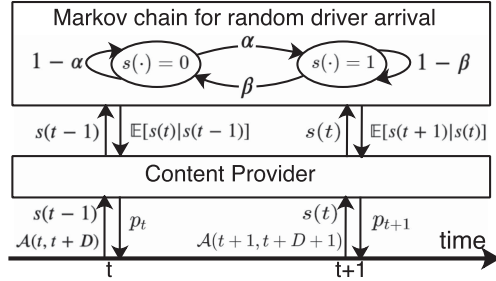 Markov chain for random driver arrival
α
1 − α s(·) = 0 s(·) = 1 1 − β
β
s(t − 1) 𝔼[s(t)|s(t − 1)] s(t) 𝔼[s(t + 1)|s(t)]
Content Provider
s(t − 1) p_t s(t) p_{t+1}
𝒜(t, t + D) 𝒜(t + 1, t + D + 1) time
t t+1